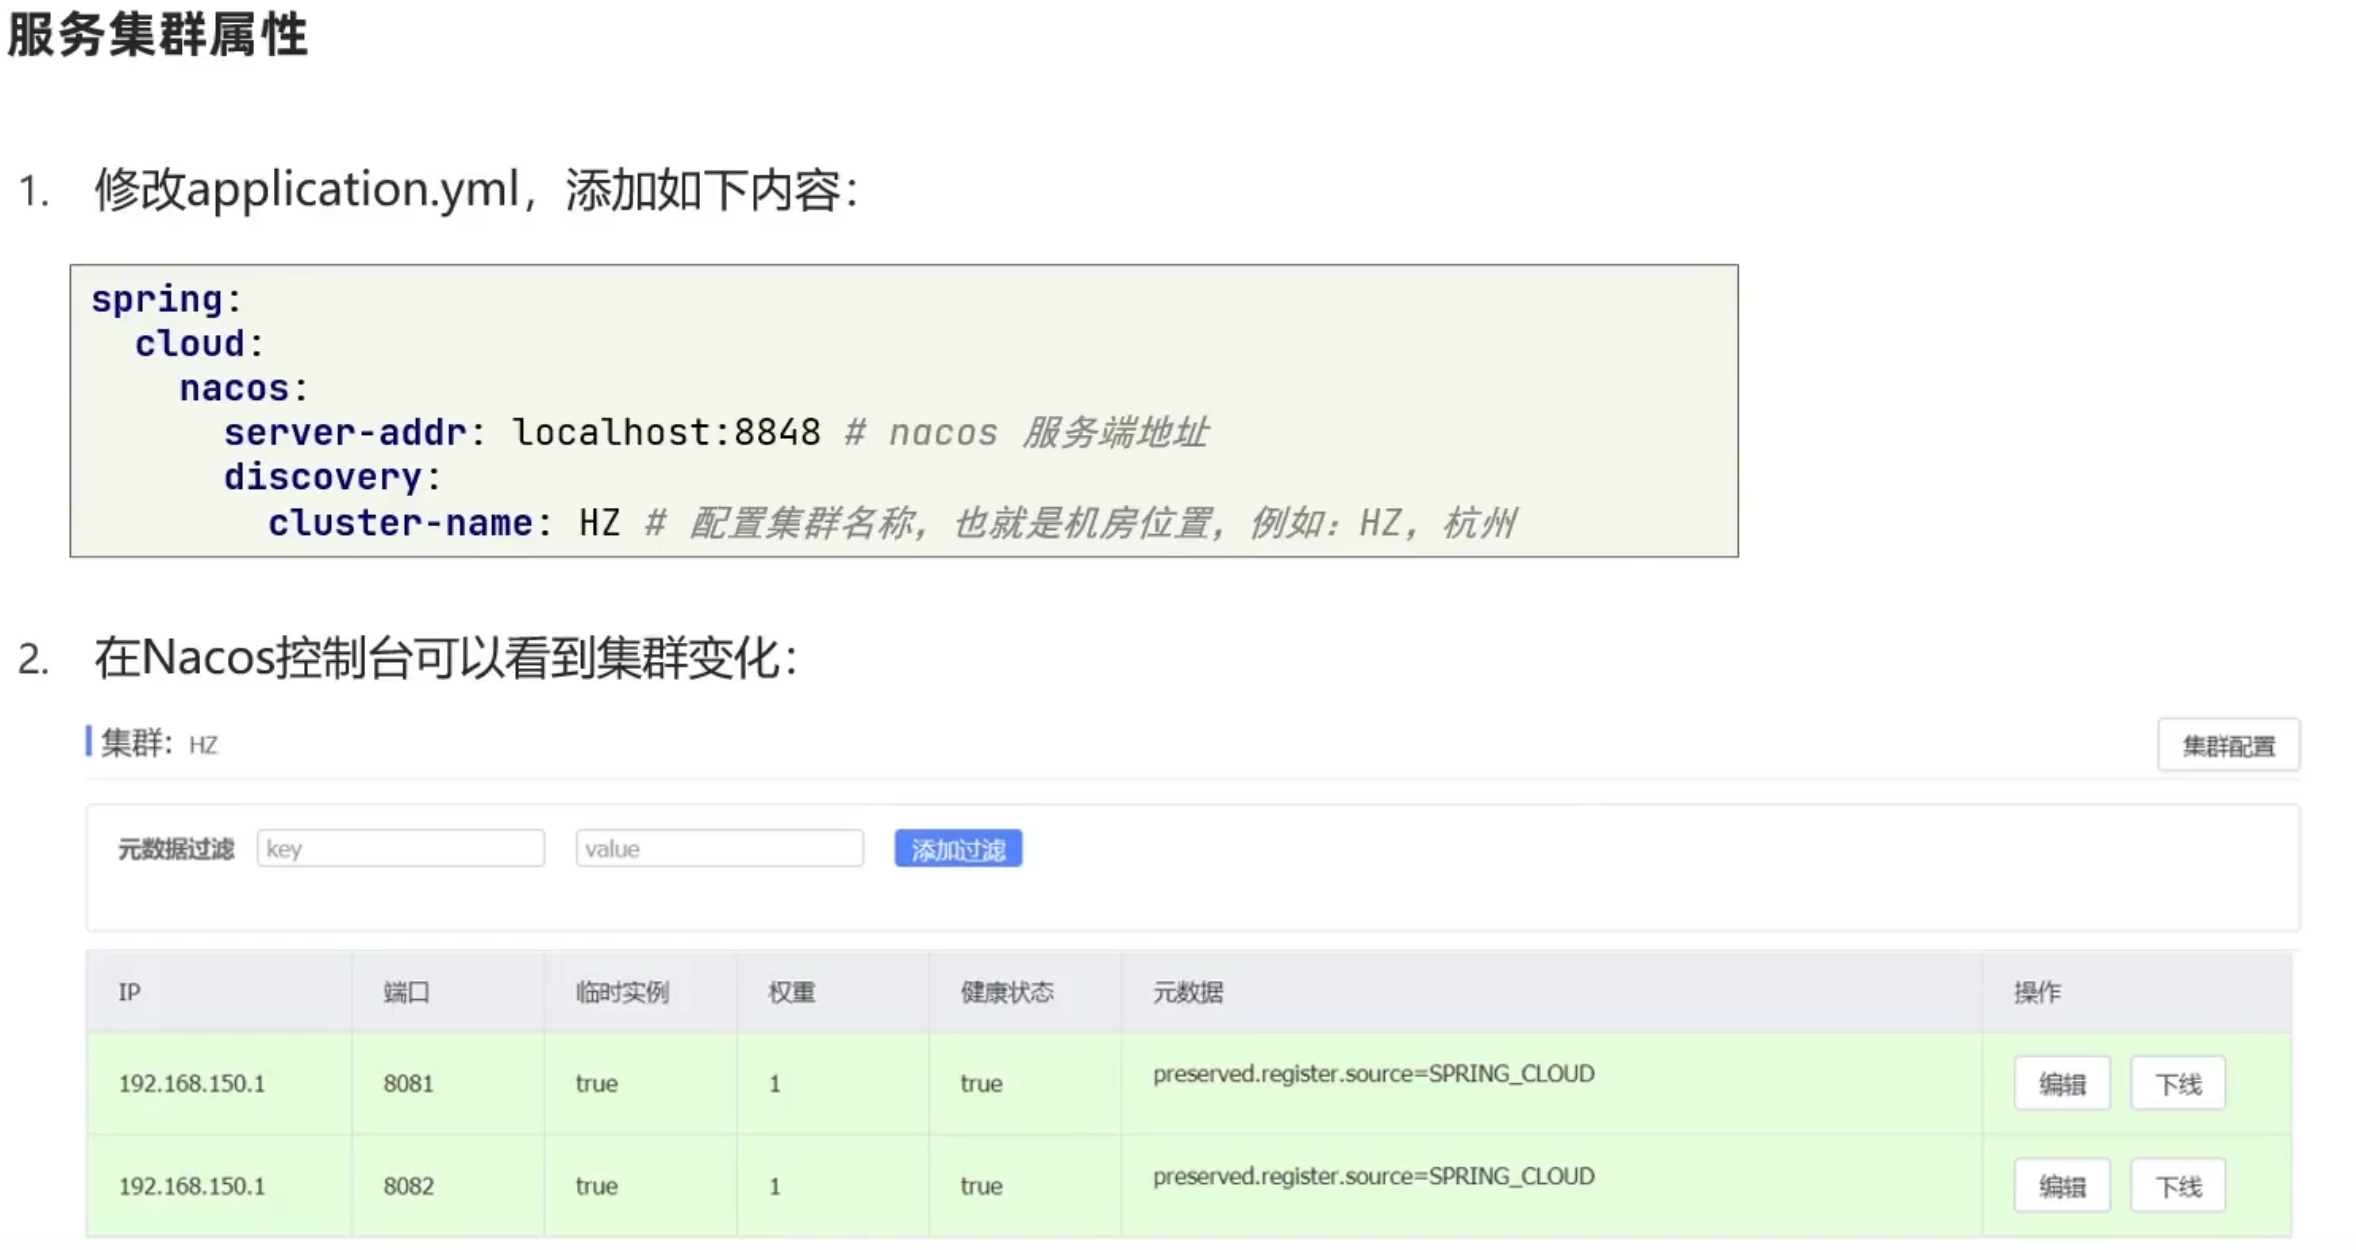 服务集群属性
1. 修改application.yml，添加如下内容：
spring:
  cloud:
    nacos:
      server-addr: localhost:8848 # nacos 服务端地址
      discovery:
        cluster-name: HZ # 配置集群名称，也就是机房位置，例如：HZ，杭州
2. 在Nacos控制台可以看到集群变化：
集群： HZ 集群配置
元数据过滤 key value 添加过滤
IP 端口 临时实例 权重 健康状态 元数据 操作
192.168.150.1 8081 true 1 true preserved.register.source=SPRING_CLOUD 编辑 下线
192.168.150.1 8082 true 1 true preserved.register.source=SPRING_CLOUD 编辑 下线